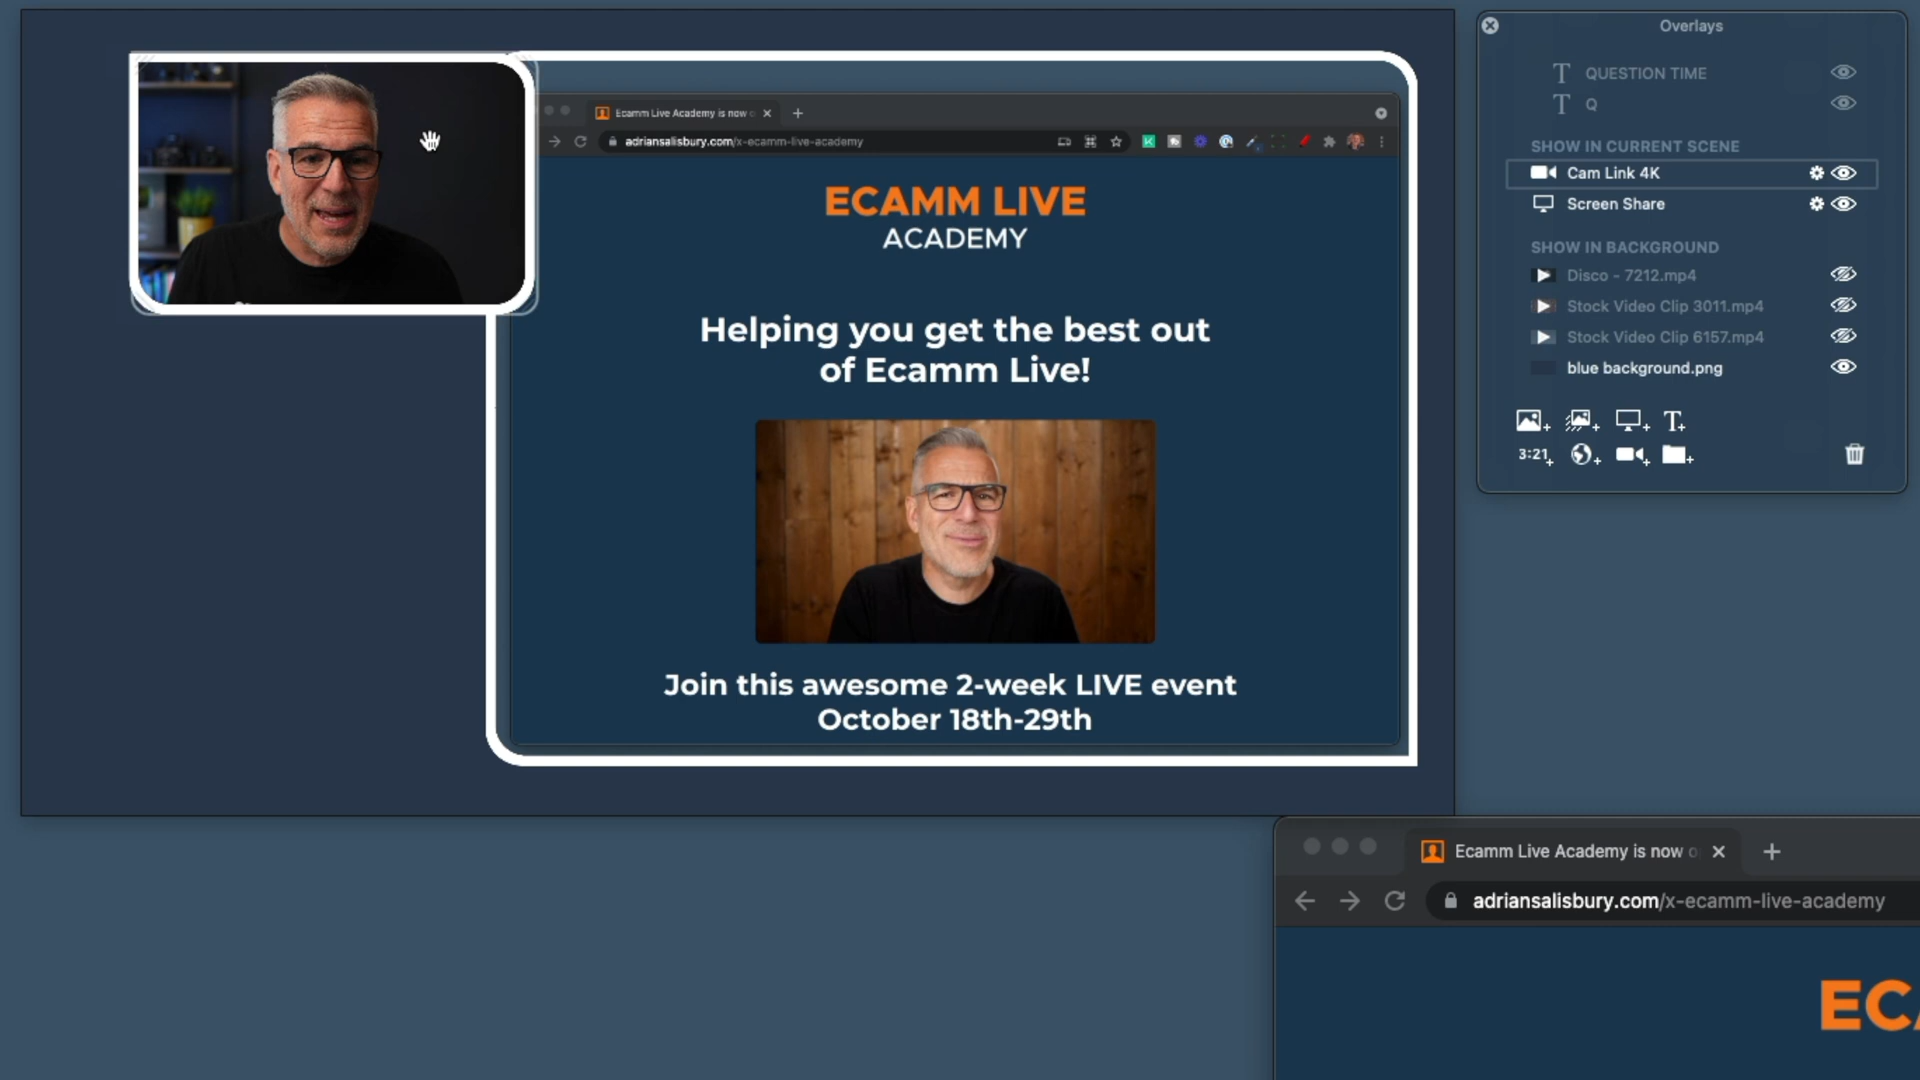 Ecamm Live Academy is now o
adriansalisbury.com/x-ecamm-live-academy
ECAMM LIVE
ACADEMY
Helping you get the best out
of Ecamm Live!
Join this awesome 2-week LIVE event
October 18th-29th
Overlays
T QUESTION TIME
T Q
SHOW IN CURRENT SCENE
Cam Link 4K
Screen Share
SHOW IN BACKGROUND
Disco - 7212.mp4
Stock Video Clip 3011.mp4
Stock Video Clip 6157.mp4
blue background.png
T+
3:21+
Ecamm Live Academy is now o
adriansalisbury.com/x-ecamm-live-academy
EC